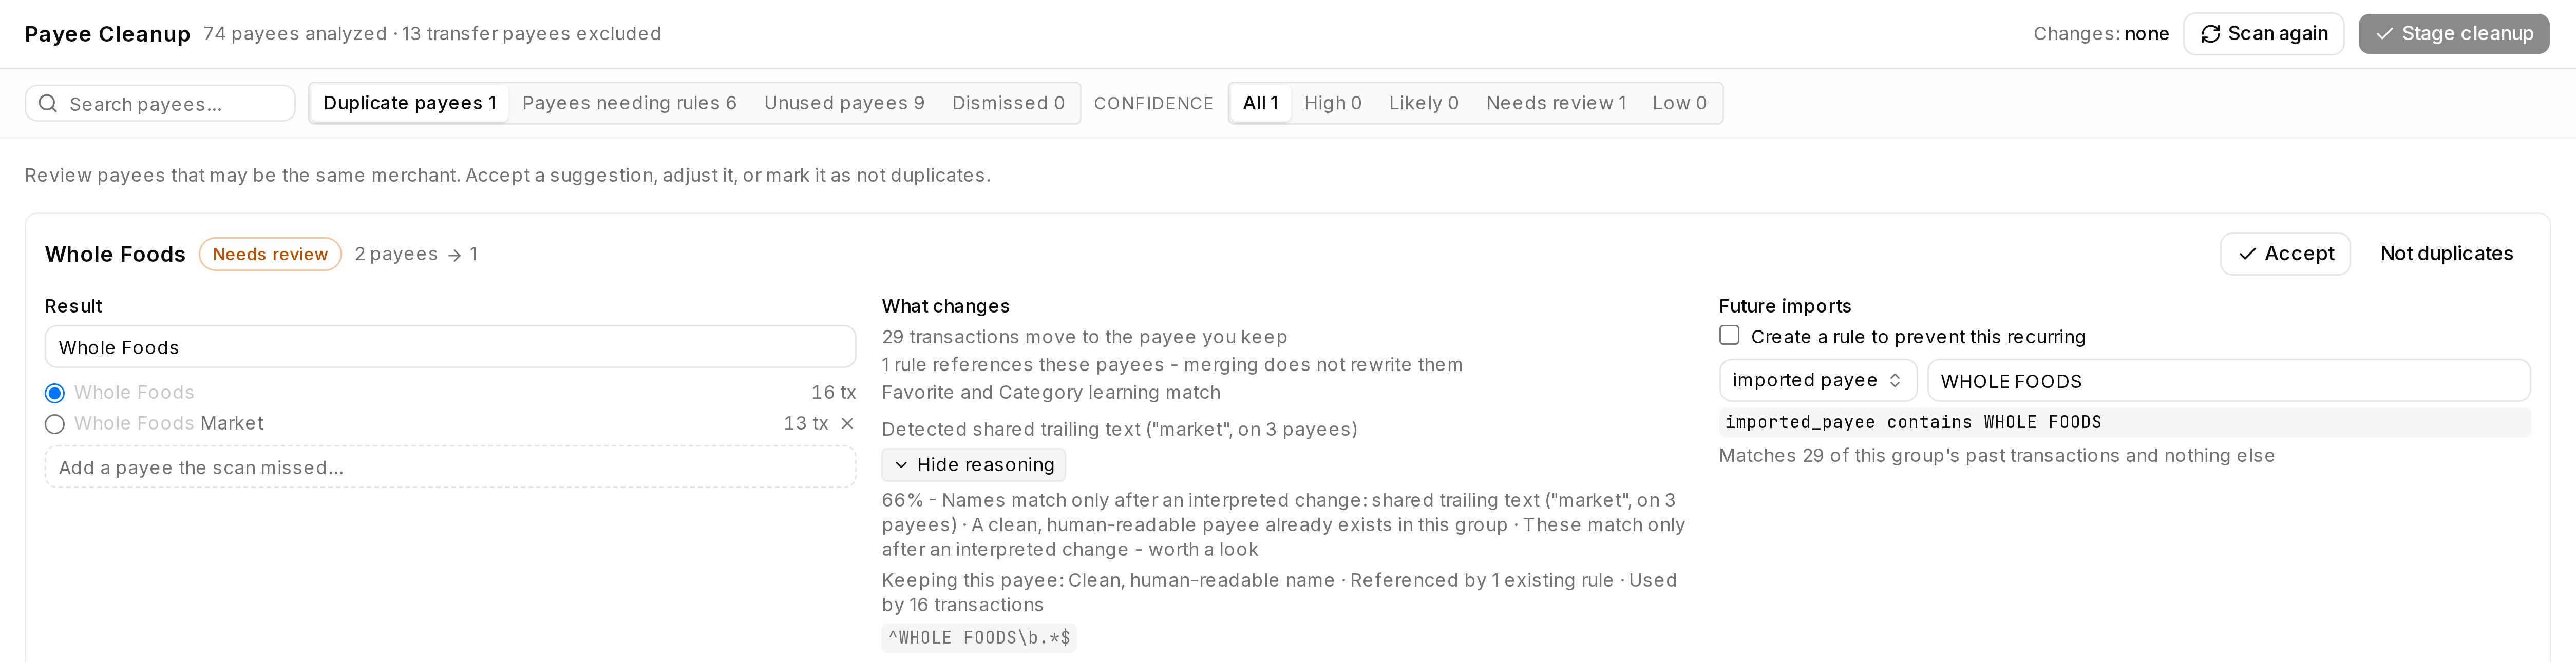 Payee Cleanup 74 payees analyzed · 13 transfer payees excluded Changes: none Scan again Stage cleanup
Search payees... Duplicate payees 1 Payees needing rules 6 Unused payees 9 Dismissed 0 CONFIDENCE All 1 High 0 Likely 0 Needs review 1 Low 0
Review payees that may be the same merchant. Accept a suggestion, adjust it, or mark it as not duplicates.
Whole Foods Needs review 2 payees → 1 Accept Not duplicates
Result
Whole Foods
Whole Foods 16 tx
Whole Foods Market 13 tx ×
Add a payee the scan missed...
What changes
29 transactions move to the payee you keep
1 rule references these payees - merging does not rewrite them
Favorite and Category learning match
Detected shared trailing text ("market", on 3 payees)
Hide reasoning
66% - Names match only after an interpreted change: shared trailing text ("market", on 3
payees) · A clean, human-readable payee already exists in this group · These match only
after an interpreted change - worth a look
Keeping this payee: Clean, human-readable name · Referenced by 1 existing rule · Used
by 16 transactions
^WHOLE FOODS\b.*$
Future imports
Create a rule to prevent this recurring
imported payee WHOLE FOODS
imported_payee contains WHOLE FOODS
Matches 29 of this group's past transactions and nothing else